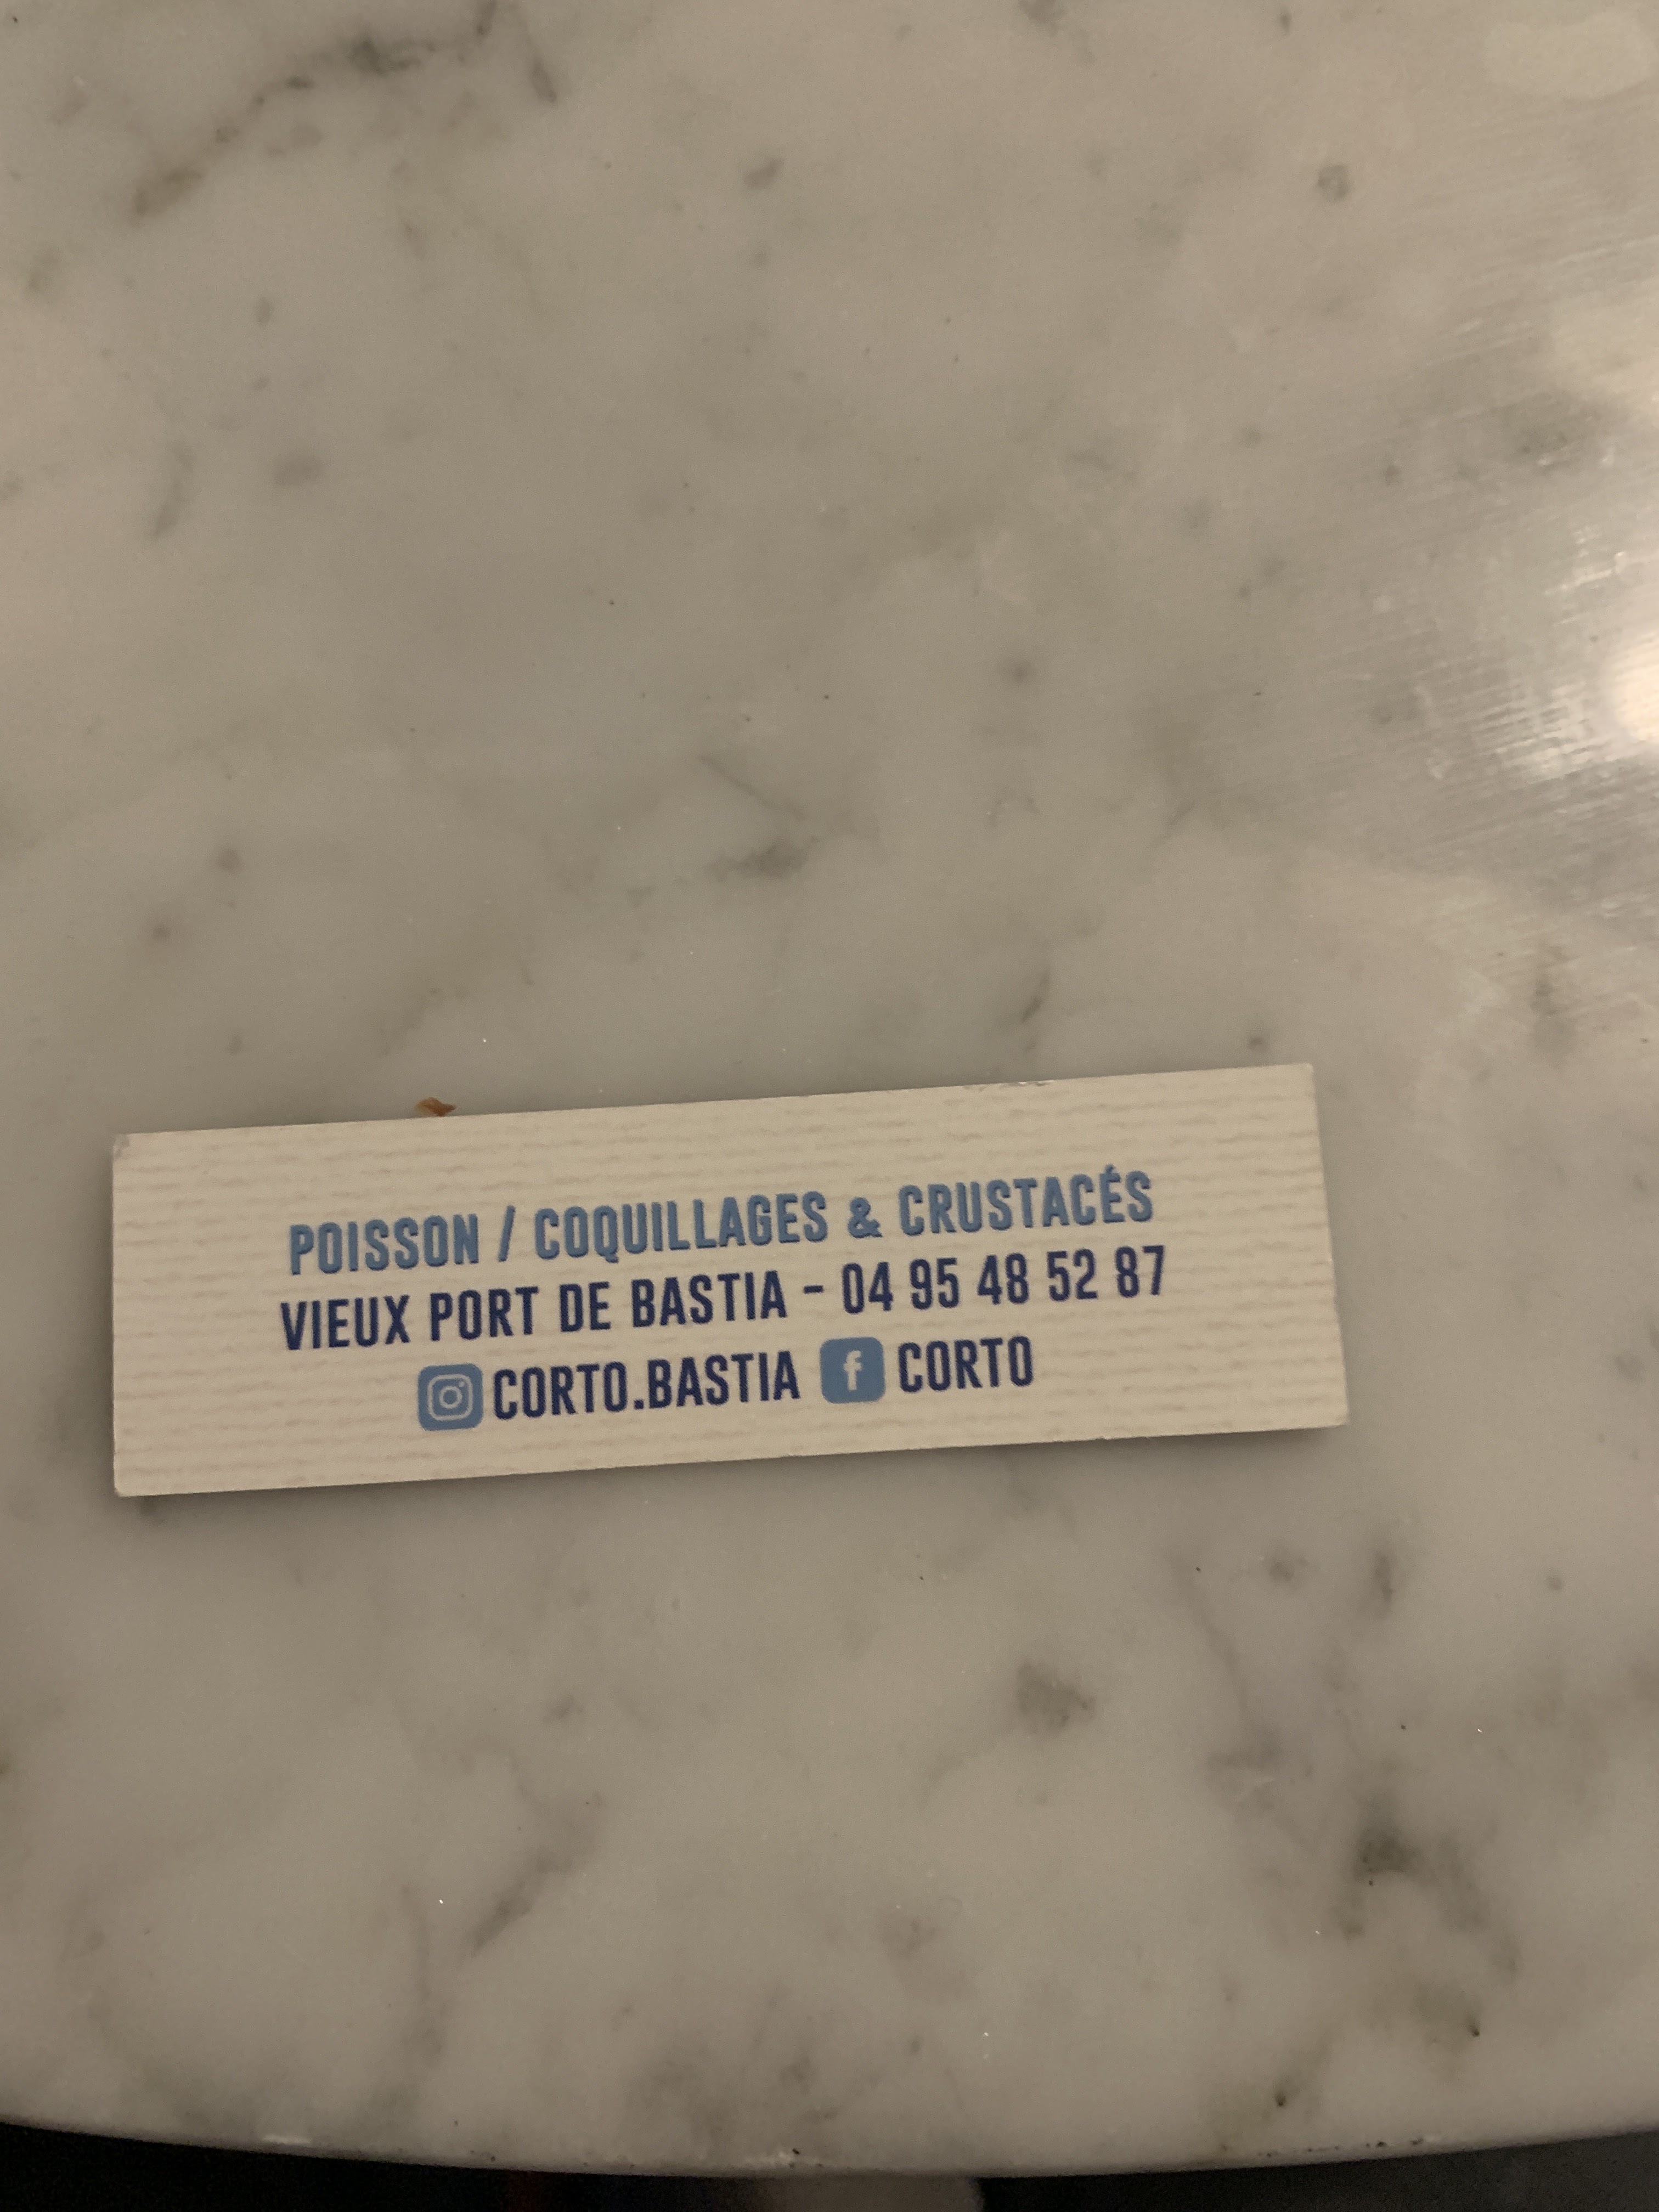 POISSON / COQUILLAGES & CRUSTACÉS
VIEUX PORT DE BASTIA - 04 95 48 52 87
CORTO.BASTIA f CORTO